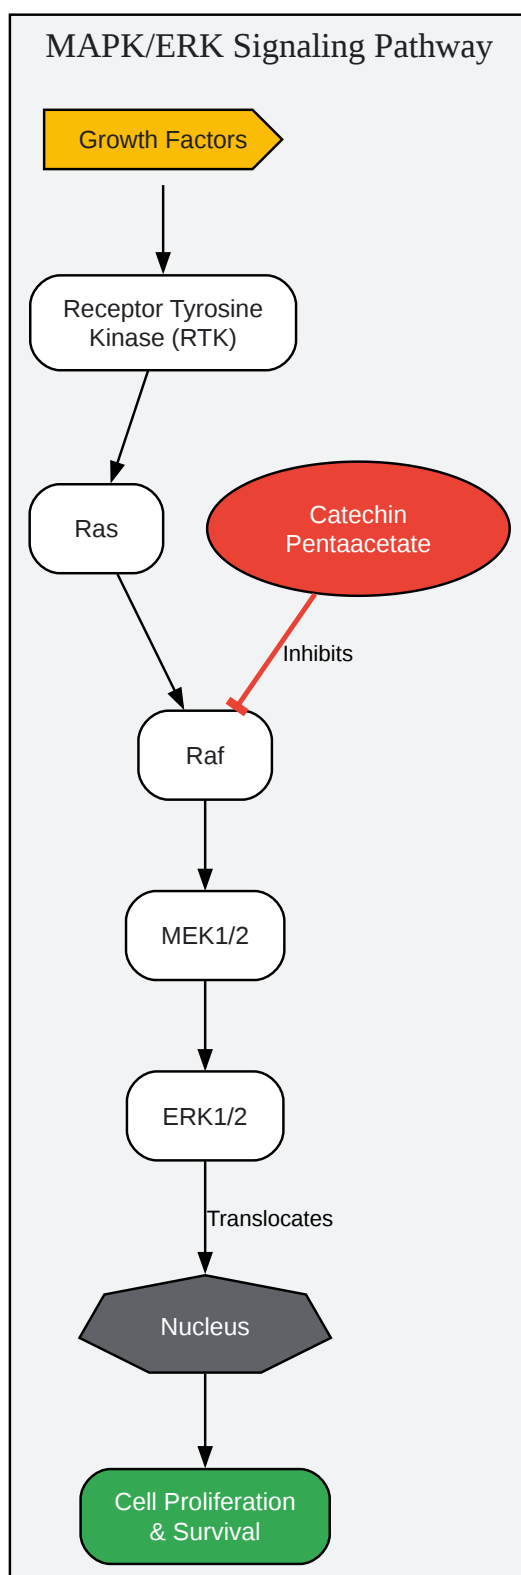 MAPK/ERK Signaling Pathway
Growth Factors
Receptor Tyrosine
Kinase (RTK)
Ras
Catechin
Pentaacetate
Inhibits
Raf
MEK1/2
ERK1/2
Translocates
Nucleus
Cell Proliferation
& Survival